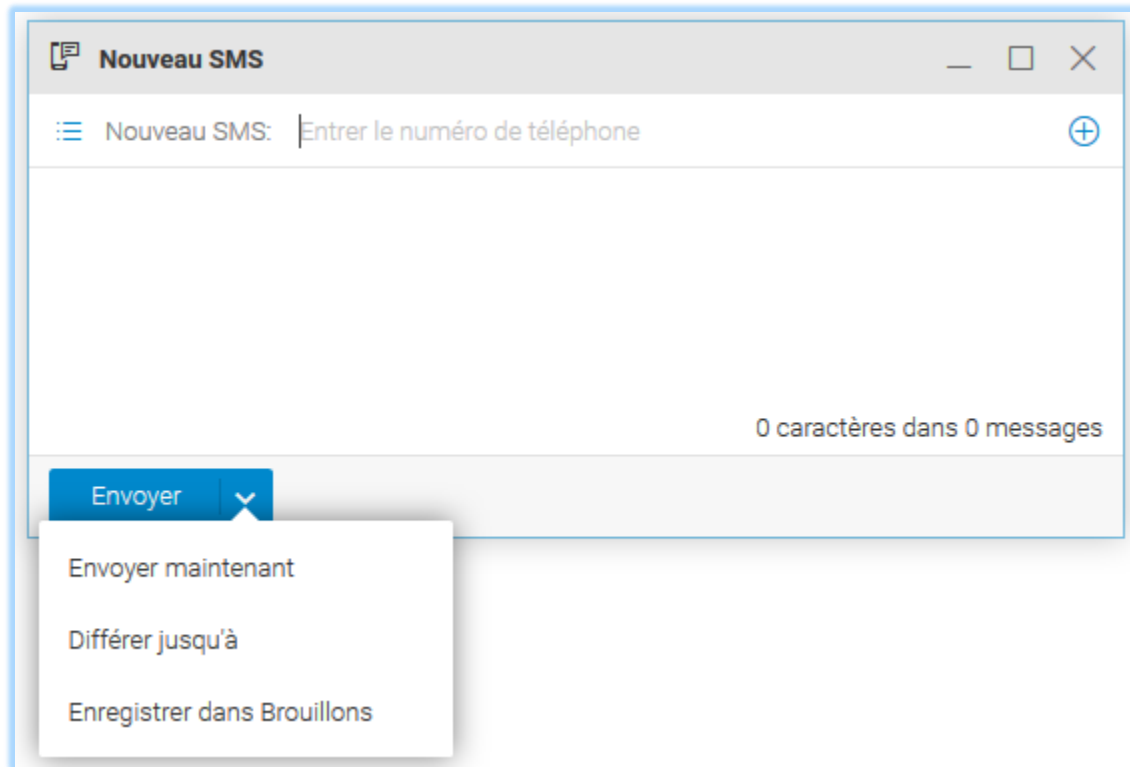 Nouveau SMS
Nouveau SMS: Entrer le numéro de téléphone
0 caractères dans 0 messages
Envoyer
Envoyer maintenant
Différer jusqu'à
Enregistrer dans Brouillons